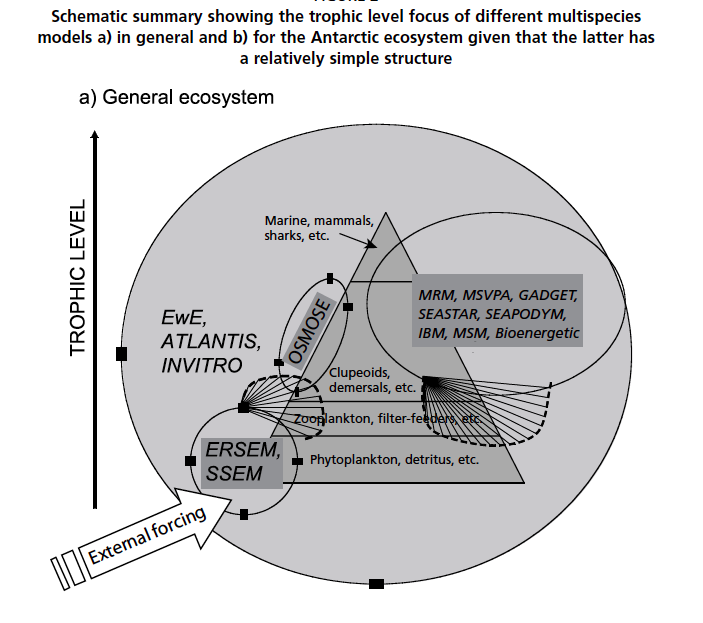 Schematic summary showing the trophic level focus of different multispecies
models a) in general and b) for the Antarctic ecosystem given that the latter has
a relatively simple structure
a) General ecosystem
TROPHIC LEVEL
Marine, mammals,
sharks, etc.
MRM, MSVPA, GADGET,
SEASTAR, SEAPODYM,
IBM, MSM, Bioenergetic
EwE,
ATLANTIS,
INVITRO
OSMOSE
Clupeoids,
demersals, etc.
Zooplankton, filter-feeders, etc.
ERSEM,
SSEM
Phytoplankton, detritus, etc.
External forcing